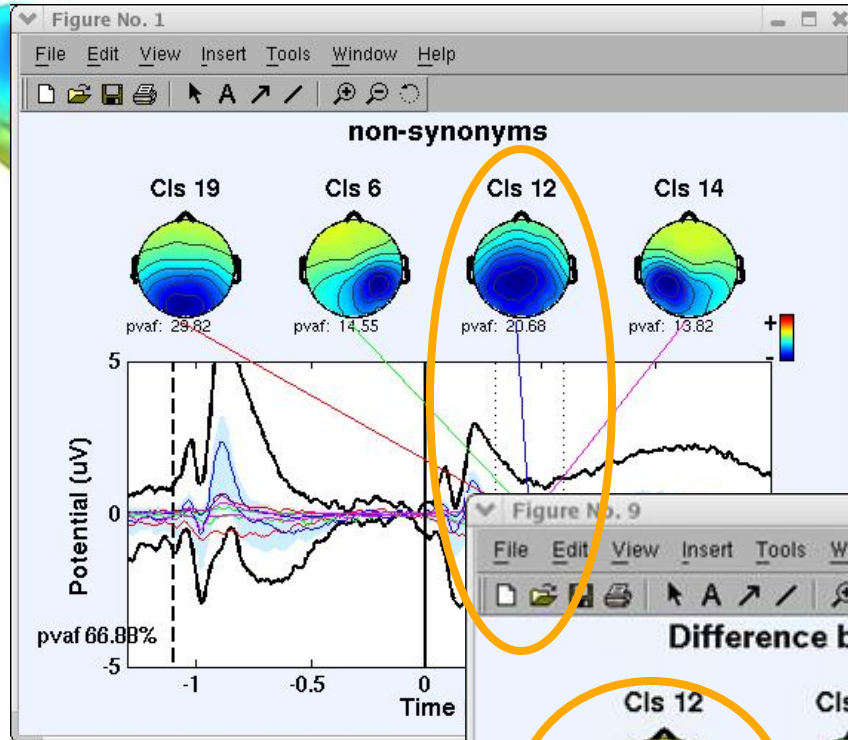 Figure No. 1
File Edit View Insert Tools Window Help
A
non-synonyms
Cls 19 Cls 6 Cls 12 Cls 14
pvaf: 29.82 pvaf: 14.55 pvaf: 20.68 pvaf: 13.82
+
-
5
Potential (uV)
0
pvaf 66.88%
-5
-1 -0.5 0
Time
Figure No. 9
File Edit View Insert Tools W
A
Difference b
Cls 12 Cls